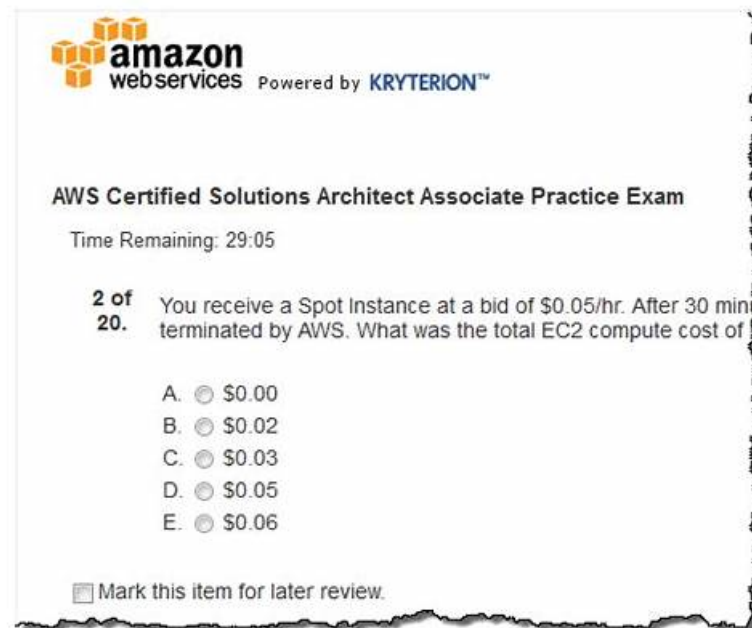 amazon
webservices Powered by KRYTERION™
AWS Certified Solutions Architect Associate Practice Exam
Time Remaining: 29:05
2 of You receive a Spot Instance at a bid of $0.05/hr. After 30
20. terminated by AWS. What was the total EC2 compute cost of
A. $0.00
B. $0.02
C. $0.03
D. $0.05
E. $0.06
Mark this item for later review.